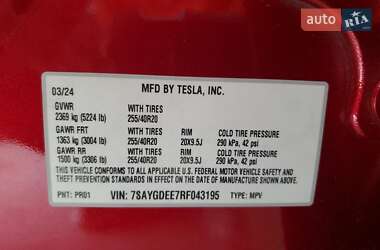 auto RIA
03/24 MFD BY TESLA, INC.
GVWR WITH TIRES
2369 kg (5224 lb) 255/40R20
GAWR FRT WITH TIRES RIM COLD TIRE PRESSURE
1363 kg (3004 lb) 255/40R20 20X9.5J 290 kPa, 42 psi
GAWR RR WITH TIRES RIM COLD TIRE PRESSURE
1500 kg (3306 lb) 255/40R20 20X9.5J 290 kPa, 42 psi
THIS VEHICLE CONFORMS TO ALL APPLICABLE U.S. FEDERAL MOTOR VEHICLE SAFETY AND
THEFT PREVENTION STANDARDS IN EFFECT ON THE DATE OF MANUFACTURE SHOWN ABOVE.
PNT: PR01 VIN: 7SAYGDEE7RF043195 TYPE: MPV